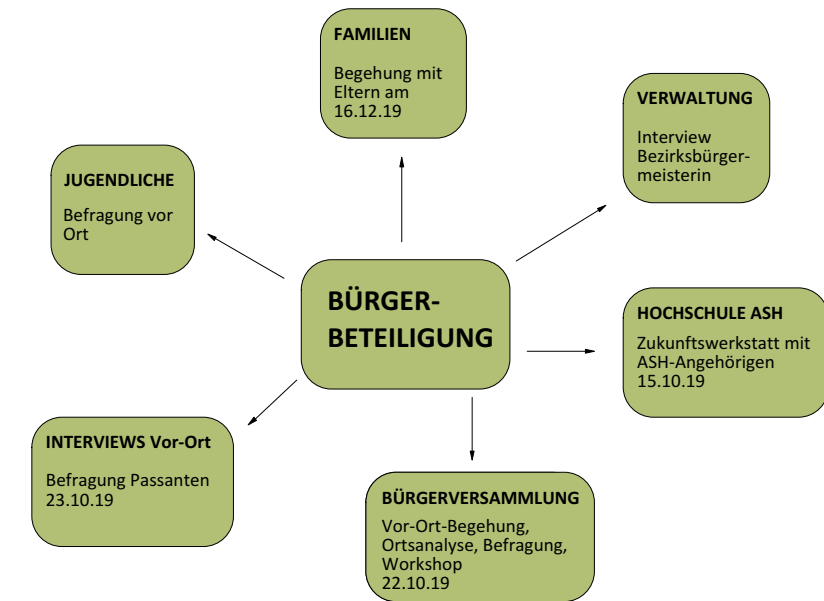 FAMILIEN
Begehung mit
Eltern am
16.12.19
VERWALTUNG
Interview
Bezirksbürger-
meisterin
JUGENDLICHE
Befragung vor
Ort
BÜRGER-
BETEILIGUNG
HOCHSCHULE ASH
Zukunftswerkstatt mit
ASH-Angehörigen
15.10.19
INTERVIEWS Vor-Ort
Befragung Passanten
23.10.19
BÜRGERVERSAMMLUNG
Vor-Ort-Begehung,
Ortsanalyse, Befragung,
Workshop
22.10.19